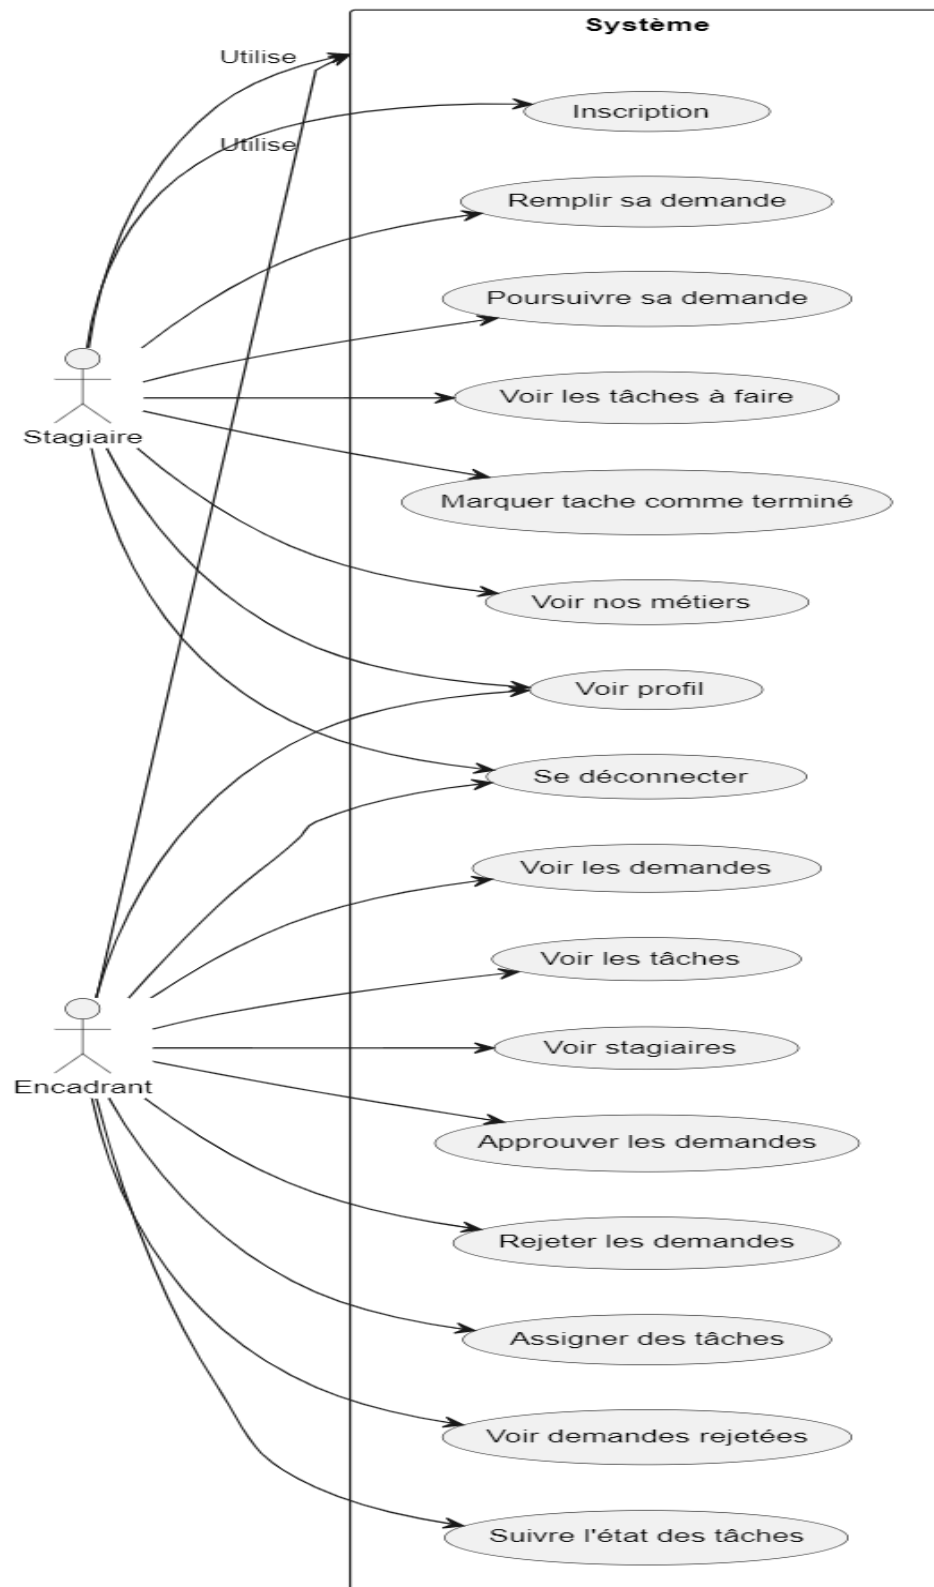 Système
Utilise
Inscription
Utilise
Remplir sa demande
Poursuivre sa demande
Voir les tâches à faire
Stagiaire
Marquer tache comme terminé
Voir nos métiers
Voir profil
Se déconnecter
Voir les demandes
Voir les tâches
Voir stagiaires
Encadrant
Approuver les demandes
Rejeter les demandes
Assigner des tâches
Voir demandes rejetées
Suivre l'état des tâches